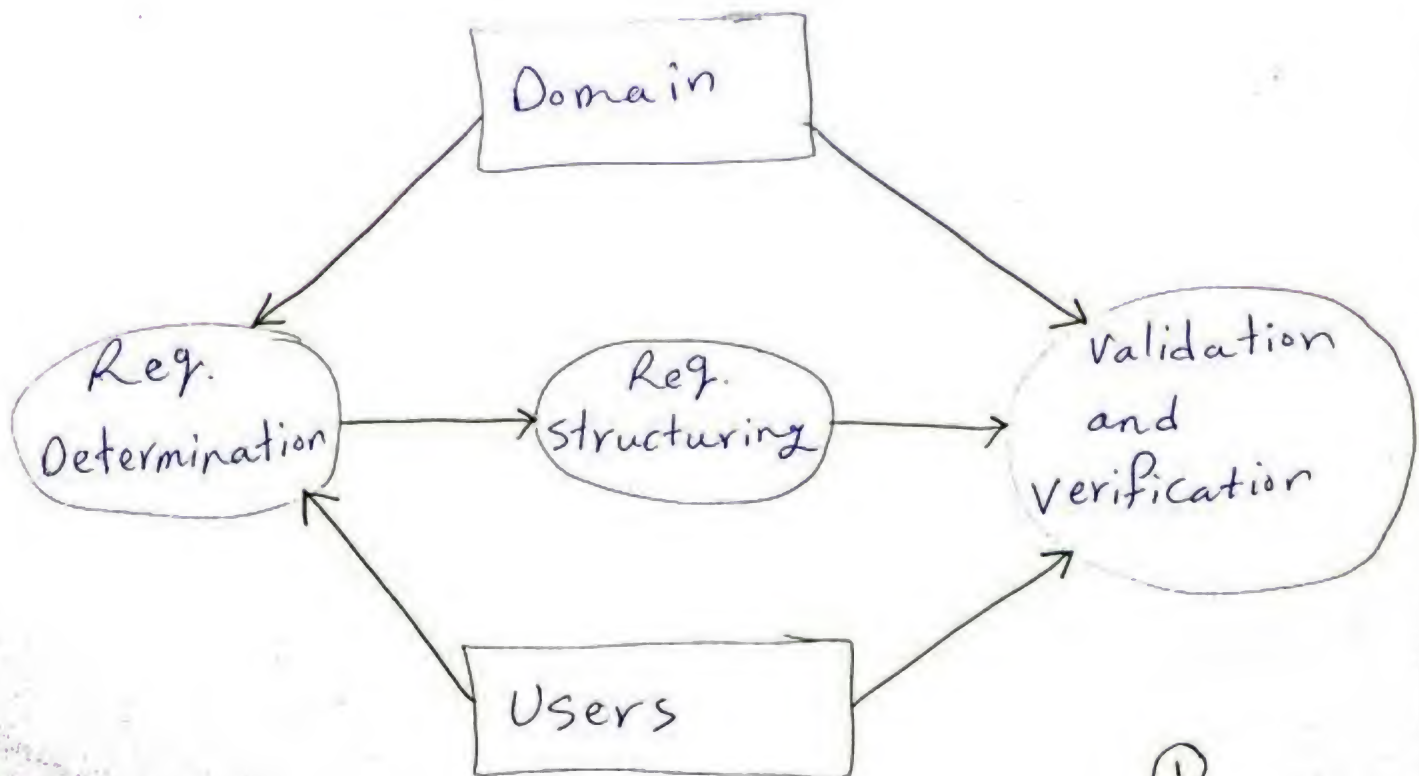 Domain
Req.
Determination
Req.
structuring
Validation
and
verification
Users
1